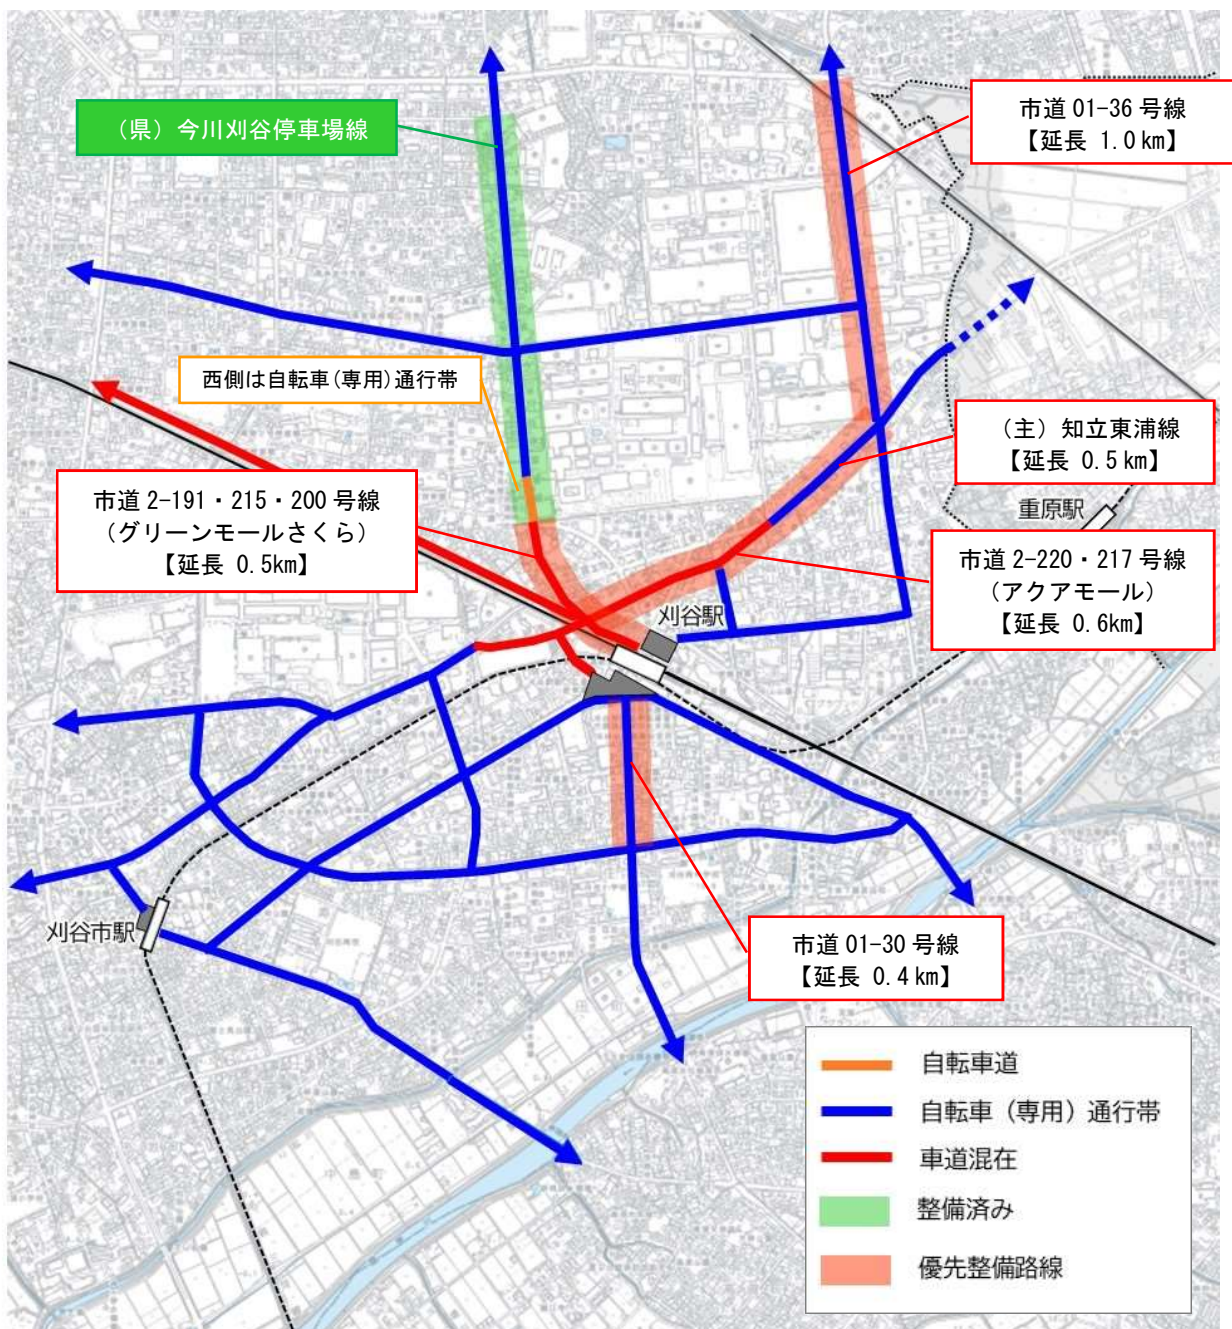 （県）今川刈谷停車場線
市道 01-36 号線
【延長 1.0 km】
西側は自転車(専用)通行帯
（主）知立東浦線
【延長 0.5 km】
市道 2-191・215・200 号線
（グリーンモールさくら）
【延長 0.5km】
重原駅
市道 2-220・217 号線
（アクアモール）
【延長 0.6km】
刈谷駅
刈谷市駅
市道 01-30 号線
【延長 0.4 km】
自転車道
自転車（専用）通行帯
車道混在
整備済み
優先整備路線